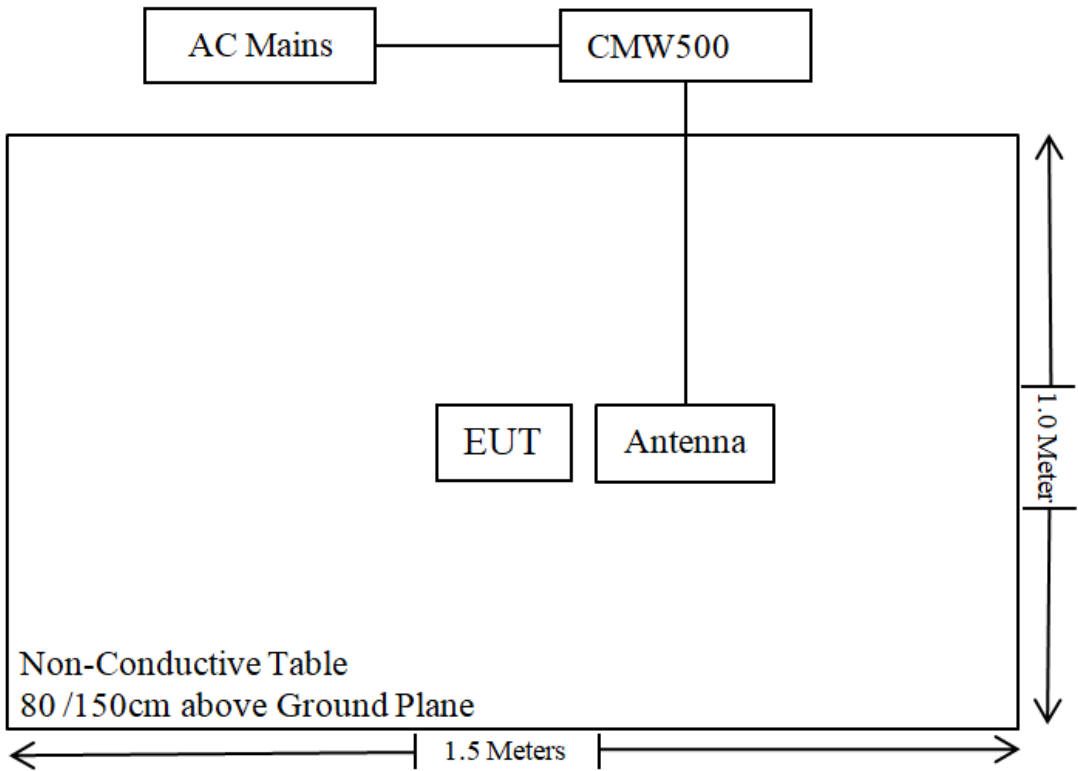 AC Mains
CMW500
EUT
Antenna
1.0 Meter
Non-Conductive Table
80 /150cm above Ground Plane
1.5 Meters